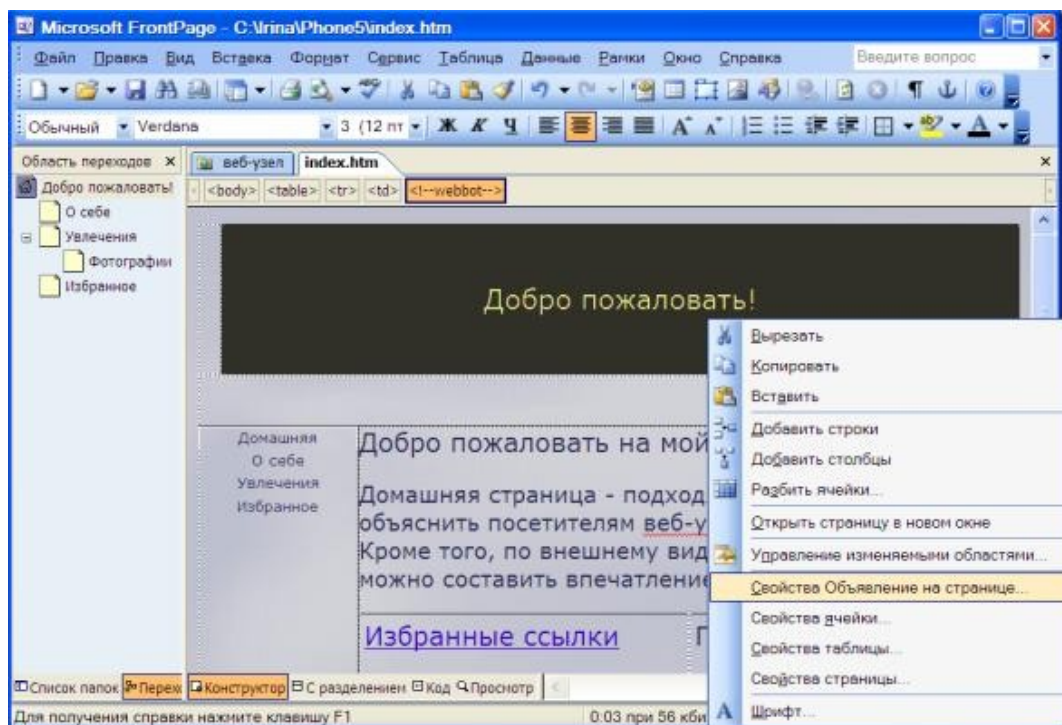 Microsoft FrontPage - C:\Irina\Phone5\index.htm
Файл Правка Вид Вставка Формат Сервис Таблица Данные Рамки Окно Справка Введите вопрос
Обычный Verdana 3 (12 пт Ж К Ч
Область переходов веб-узел index.htm
Добро пожаловать! <body> <table> <tr> <td> <!--webbot-->
О себе
Увлечения
Фотографии
Избранное
Добро пожаловать!
Домашняя
О себе
Увлечения
Избранное
Добро пожаловать на мой
Домашняя страница - подход
объяснить посетителям веб-у
Кроме того, по внешнему вид
можно составить впечатление
Избранные ссылки
Вырезать
Копировать
Вставить
Добавить строки
Добавить столбцы
Разбить ячейки...
Открыть страницу в новом окне
Управление изменяемыми областями...
Свойства Объявление на странице...
Свойства ячейки...
Свойства таблицы...
Свойства страницы...
Шрифт...
Список папок Перехо Конструктор С разделением Код Просмотр
Для получения справки нажмите клавишу F1 0:03 при 56 кби